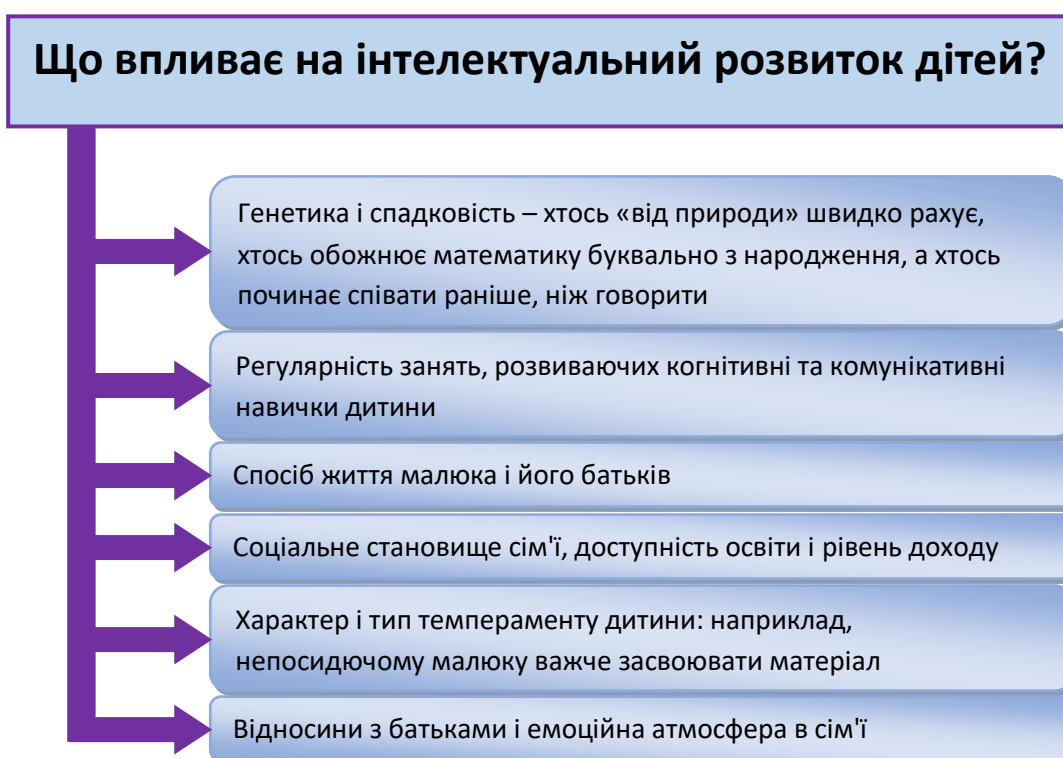 Що впливає на інтелектуальний розвиток дітей?
Генетика і спадковість – хтось «від природи» швидко рахує,
хтось обожнює математику буквально з народження, а хтось
починає співати раніше, ніж говорити
Регулярність занять, розвиваючих когнітивні та комунікативні
навички дитини
Спосіб життя малюка і його батьків
Соціальне становище сім'ї, доступність освіти і рівень доходу
Характер і тип темпераменту дитини: наприклад,
непосидючому малюку важче засвоювати матеріал
Відносини з батьками і емоційна атмосфера в сім'ї